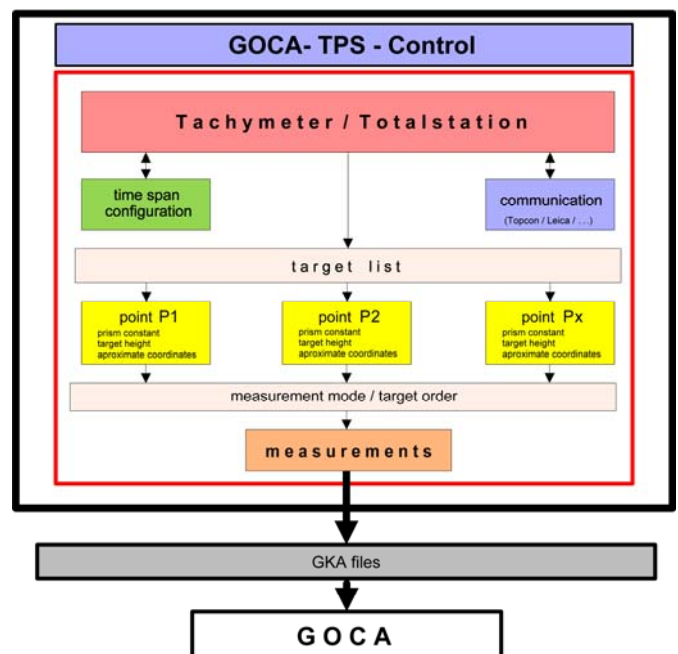 GOCA- TPS - Control
Tachymeter / Totalstation
time span
configuration
communication
(Topcon / Leica / ...)
target list
point P1
prism constant
target height
aproximate coordinates
point P2
prism constant
target height
aproximate coordinates
point Px
prism constant
target height
aproximate coordinates
measurement mode / target order
measurements
GKA files
GOCA